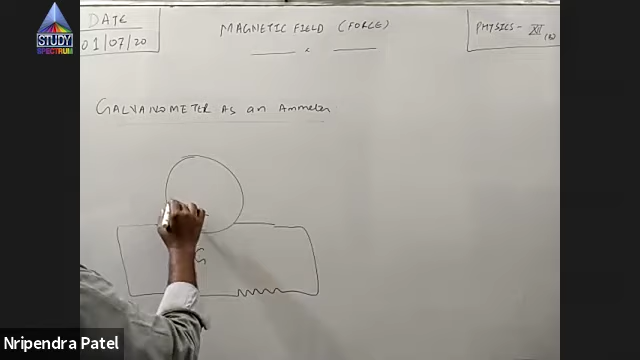 DATE
01/07/20
STUDY
SPECTRUM
MAGNETIC FIELD (FORCE)
PHYSICS - XII (B)
GALVANOMETER AS an Ammeter
G
Nripendra Patel